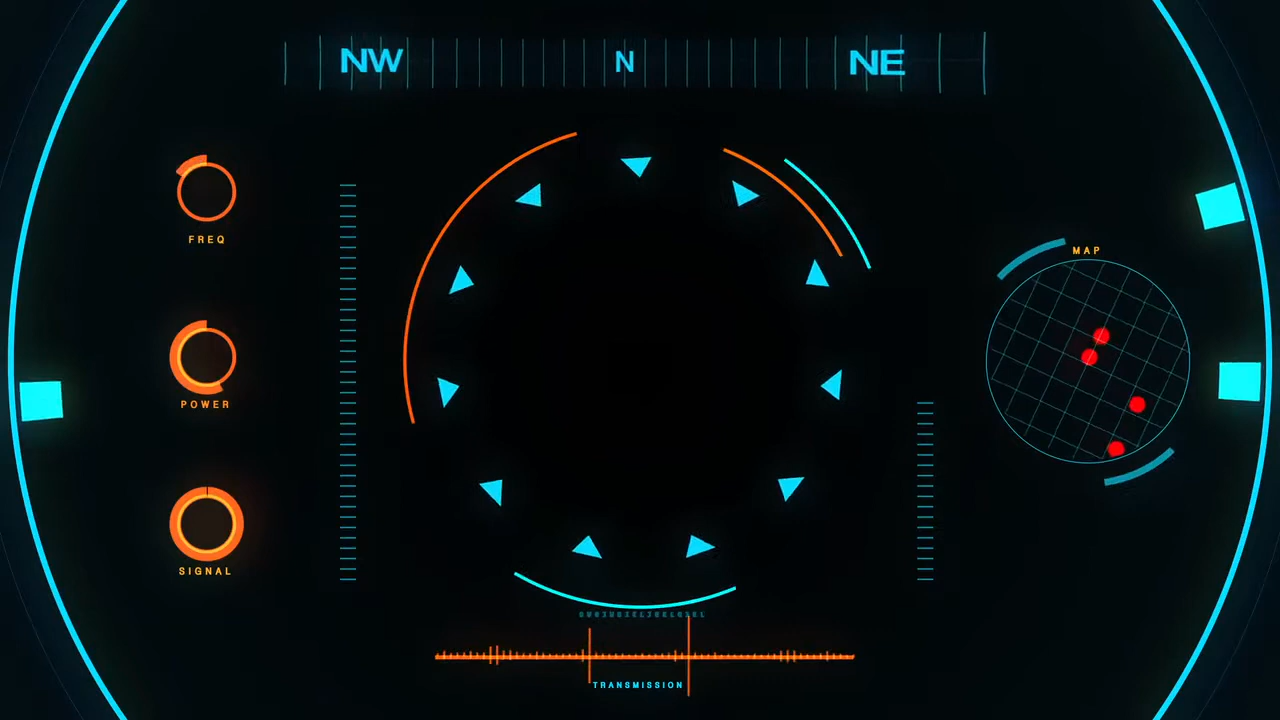 NW N NE
FREQ
MAP
POWER
SIGNAL
TRANSMISSION